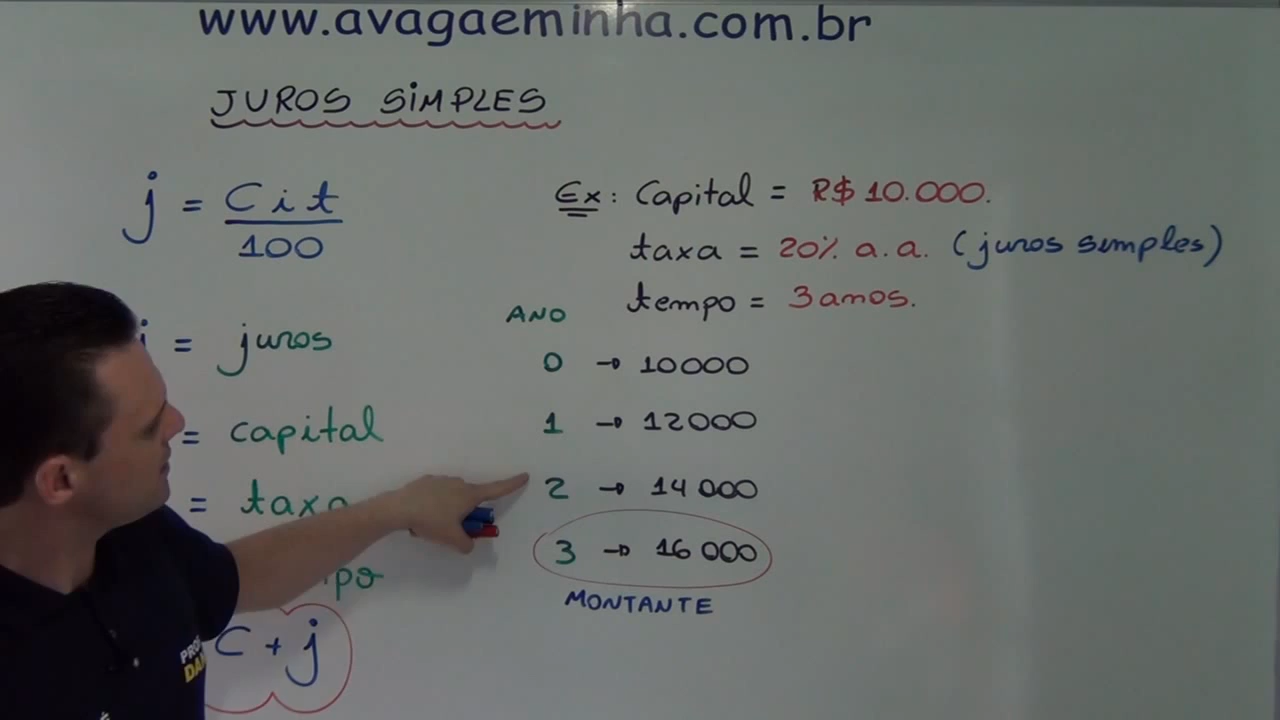 www.avagaeminha.com.br
JUROS SIMPLES
j = C i t
100
= juros
= capital
= taxa
po
C + j
Ex: Capital = R$ 10.000.
taxa = 20% a.a. (juros simples)
tempo = 3 anos.
ANO
0 → 10000
1 → 12000
2 → 14 000
3 → 16 000
MONTANTE